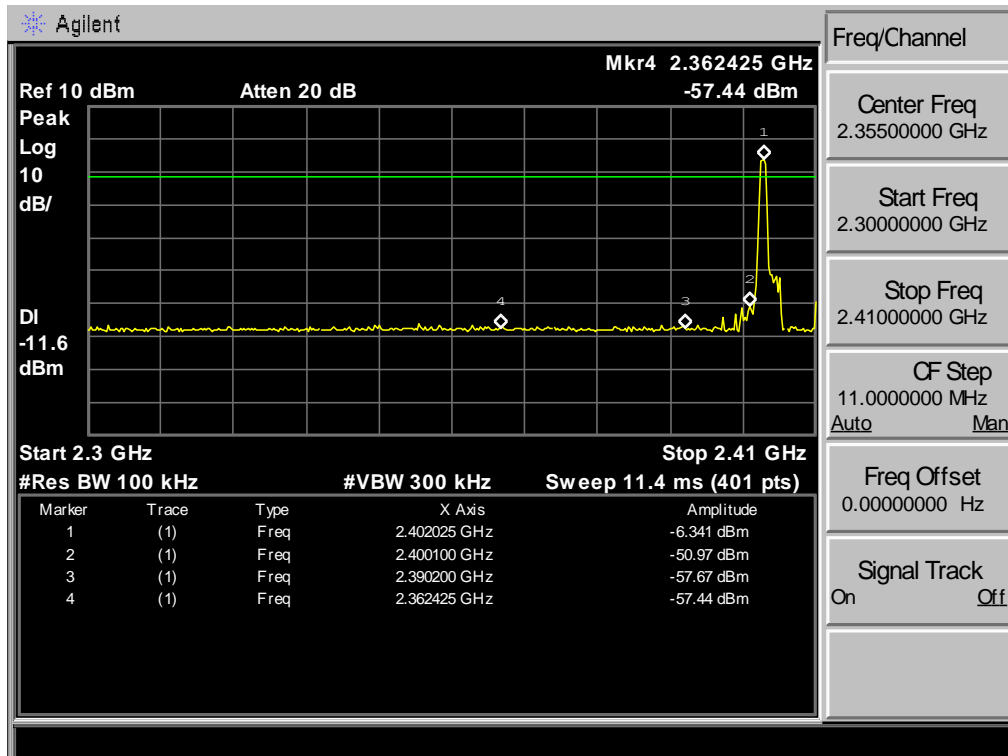 Agilent
Freq/Channel
Mkr4 2.362425 GHz
Ref 10 dBm Atten 20 dB -57.44 dBm
Peak
Log
10
dB/
1
2
3
4
DI
-11.6
dBm
Start 2.3 GHz Stop 2.41 GHz
#Res BW 100 kHz #VBW 300 kHz Sweep 11.4 ms (401 pts)
Marker Trace Type X Axis Amplitude
1 (1) Freq 2.402025 GHz -6.341 dBm
2 (1) Freq 2.400100 GHz -50.97 dBm
3 (1) Freq 2.390200 GHz -57.67 dBm
4 (1) Freq 2.362425 GHz -57.44 dBm
Center Freq
2.35500000 GHz
Start Freq
2.30000000 GHz
Stop Freq
2.41000000 GHz
CF Step
11.0000000 MHz
Auto Man
Freq Offset
0.00000000 Hz
Signal Track
On Off